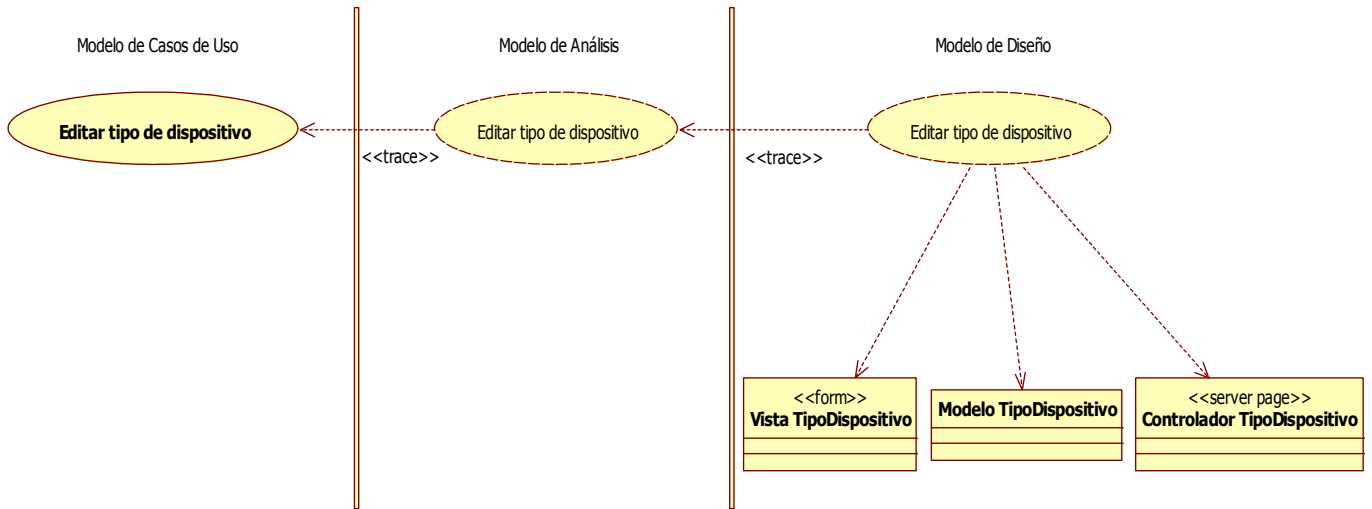 Modelo de Casos de Uso
Modelo de Análisis
Modelo de Diseño
Editar tipo de dispositivo
Editar tipo de dispositivo
Editar tipo de dispositivo
<<trace>>
<<trace>>
<<form>>
Vista TipoDispositivo
Modelo TipoDispositivo
<<server page>>
Controlador TipoDispositivo